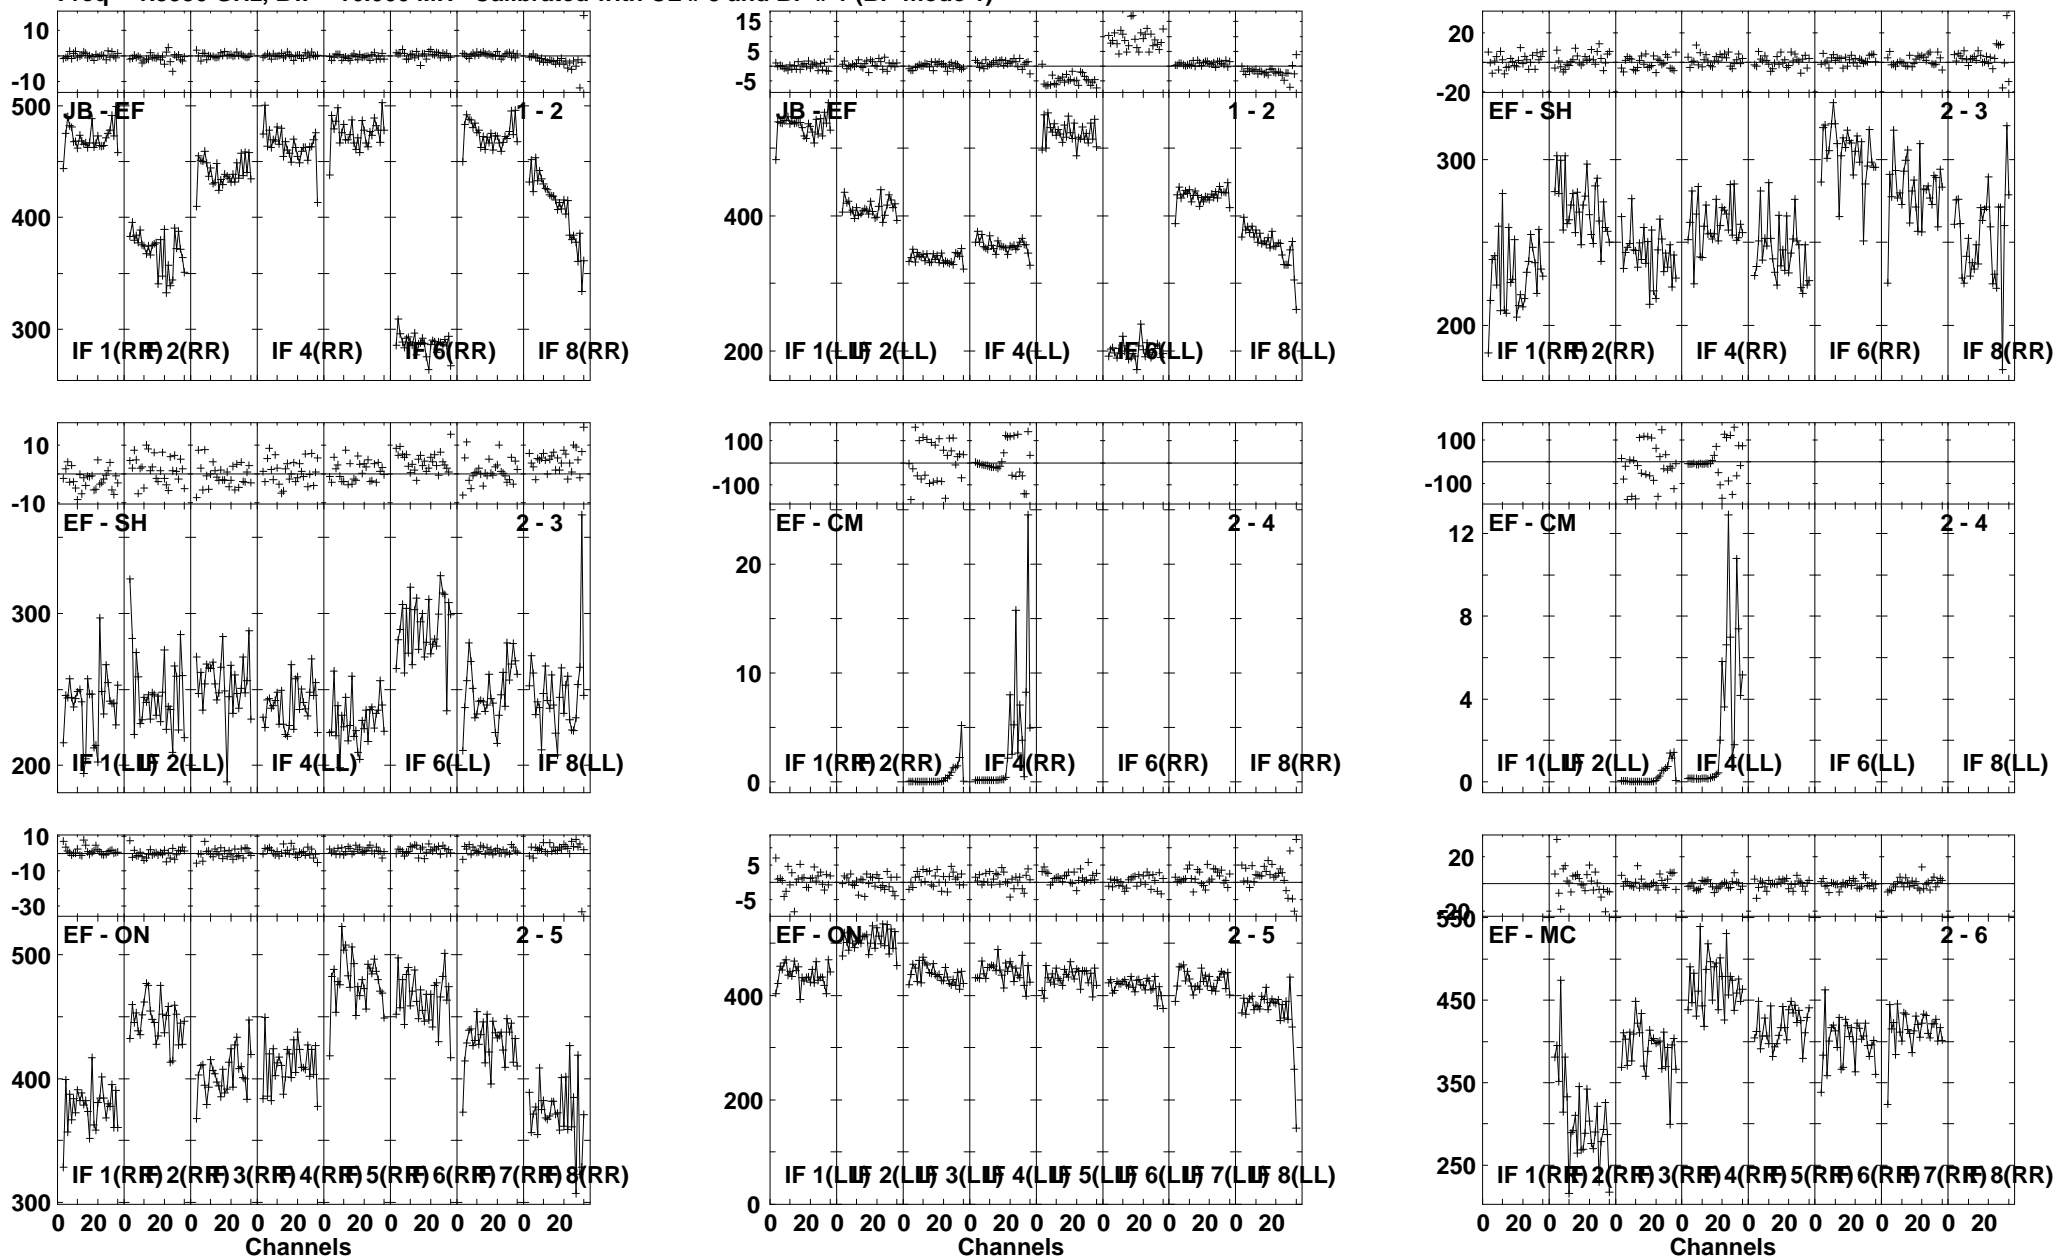 10
-10
500
400
300
JB - EF
1 - 2
IF 1(RR) IF 2(RR) IF 4(RR) IF 6(RR) IF 8(RR)
15
5
-5
400
200
JB - EF
1 - 2
IF 1(LL) IF 2(LL) IF 4(LL) IF 6(LL) IF 8(LL)
20
-20
300
200
EF - SH
2 - 3
IF 1(RR) IF 2(RR) IF 4(RR) IF 6(RR) IF 8(RR)
10
-10
300
200
EF - SH
2 - 3
IF 1(LL) IF 2(LL) IF 4(LL) IF 6(LL) IF 8(LL)
100
-100
20
10
0
EF - CM
2 - 4
IF 1(RR) IF 2(RR) IF 4(RR) IF 6(RR) IF 8(RR)
100
-100
12
8
4
0
EF - CM
2 - 4
IF 1(LL) IF 2(LL) IF 4(LL) IF 6(LL) IF 8(LL)
10
-10
-30
500
400
300
EF - ON
2 - 5
IF 1(RR) IF 2(RR) IF 3(RR) IF 4(RR) IF 5(RR) IF 6(RR) IF 7(RR) IF 8(RR)
0 20 0 20 0 20 0 20 0 20 0 20 0 20 0 20
Channels
5
-5
400
200
0
EF - ON
2 - 5
IF 1(LL) IF 2(LL) IF 3(LL) IF 4(LL) IF 5(LL) IF 6(LL) IF 7(LL) IF 8(LL)
0 20 0 20 0 20 0 20 0 20 0 20 0 20 0 20
Channels
20
-20
550
450
350
250
EF - MC
2 - 6
IF 1(RR) IF 2(RR) IF 3(RR) IF 4(RR) IF 5(RR) IF 6(RR) IF 7(RR) IF 8(RR)
0 20 0 20 0 20 0 20 0 20 0 20 0 20 0 20
Channels